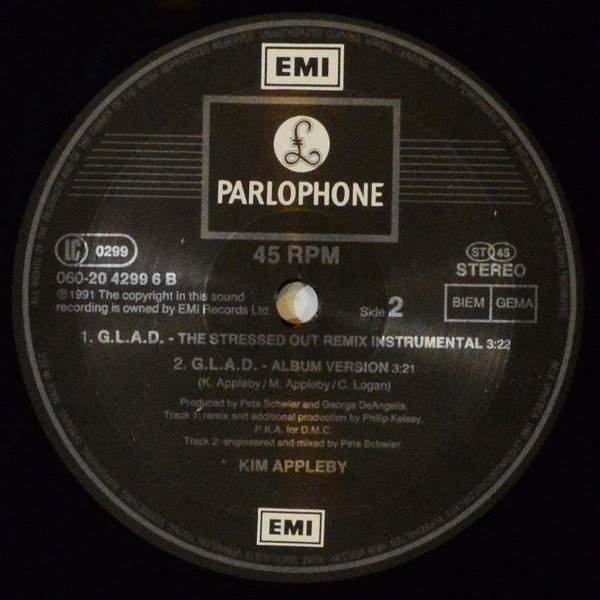 EMI
£
PARLOPHONE
45 RPM
LC 0299
060-20 4299 6 B
℗1991 The copyright in this sound
recording is owned by EMI Records Ltd.
ST 45
STEREO
BIEM GEMA
Side 2
1. G.L.A.D. - THE STRESSED OUT REMIX INSTRUMENTAL 3:22
2. G.L.A.D. - ALBUM VERSION 3:21
(K. Appleby/M. Appleby/C. Logan)
Produced by Pete Schwier and George DeAngelis.
Track 1: remix and additional production by Philip Kelsey,
P.K.A. for D.M.C.
Track 2: engineered and mixed by Pete Schwier.
KIM APPLEBY
EMI